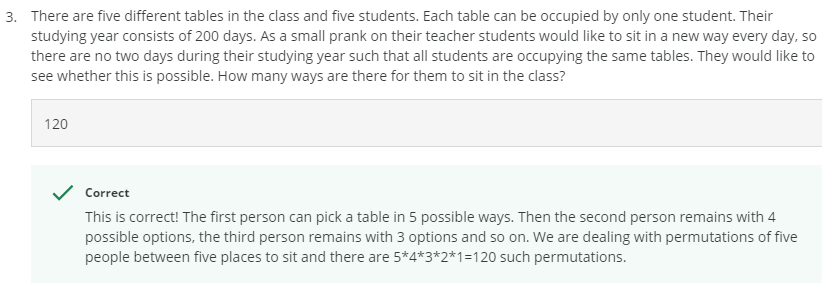 3. There are five different tables in the class and five students. Each table can be occupied by only one student. Their
studying year consists of 200 days. As a small prank on their teacher students would like to sit in a new way every day, so
there are no two days during their studying year such that all students are occupying the same tables. They would like to
see whether this is possible. How many ways are there for them to sit in the class?
120
Correct
This is correct! The first person can pick a table in 5 possible ways. Then the second person remains with 4
possible options, the third person remains with 3 options and so on. We are dealing with permutations of five
people between five places to sit and there are 5*4*3*2*1=120 such permutations.